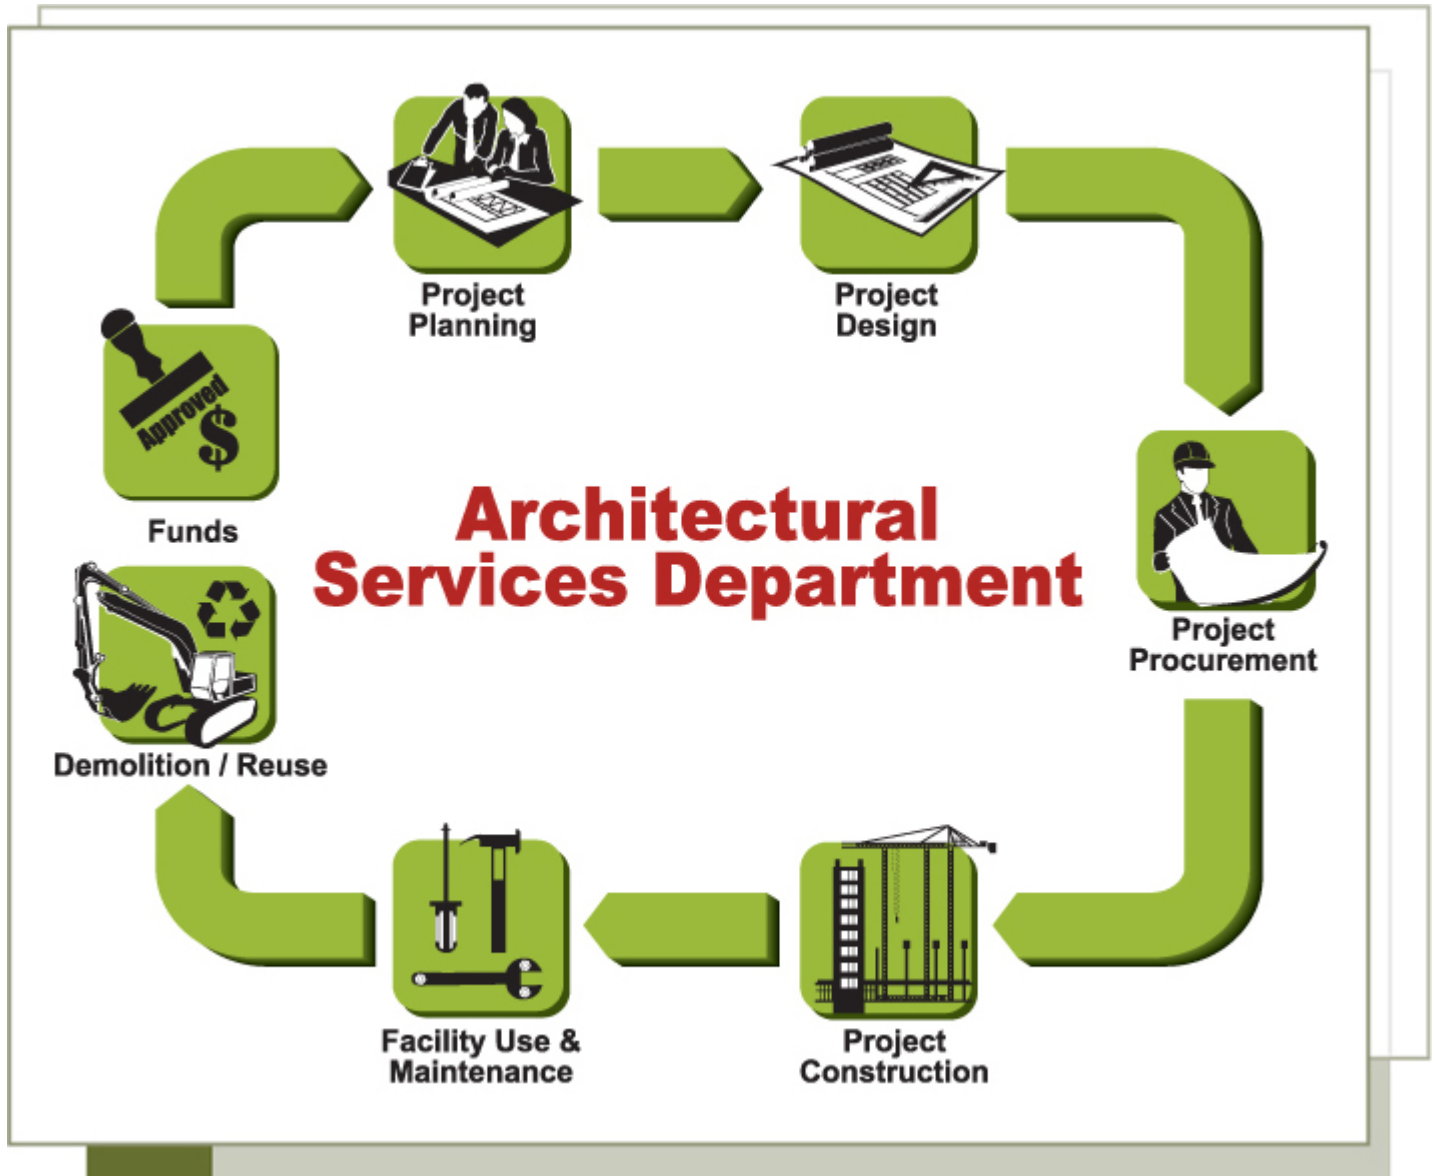 Project
Planning
Project
Design
Approved
$
Funds
Architectural
Services Department
Project
Procurement
Demolition / Reuse
Facility Use &
Maintenance
Project
Construction